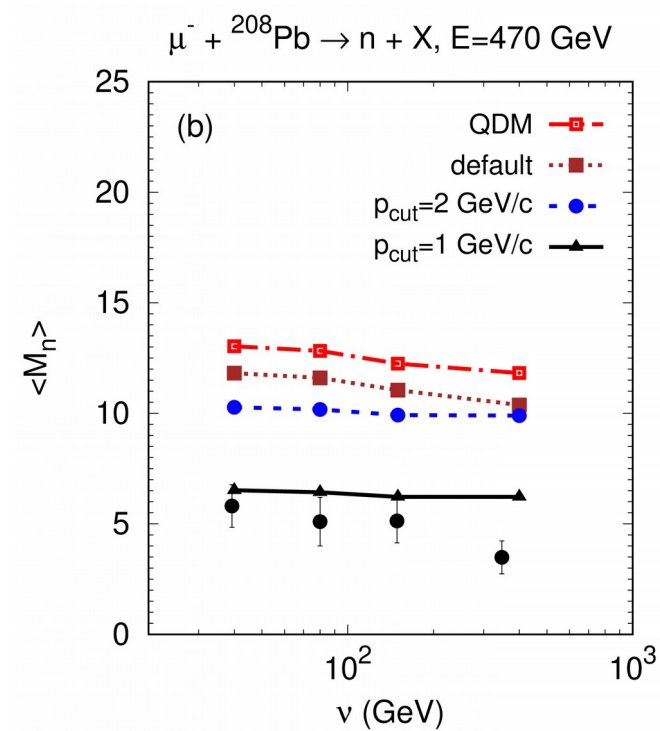 μ⁻ + ²⁰⁸Pb → n + X, E=470 GeV
25
(b)
QDM
default
p_cut=2 GeV/c
p_cut=1 GeV/c
20
15
10
5
0
<M_n>
10² 10³
ν (GeV)